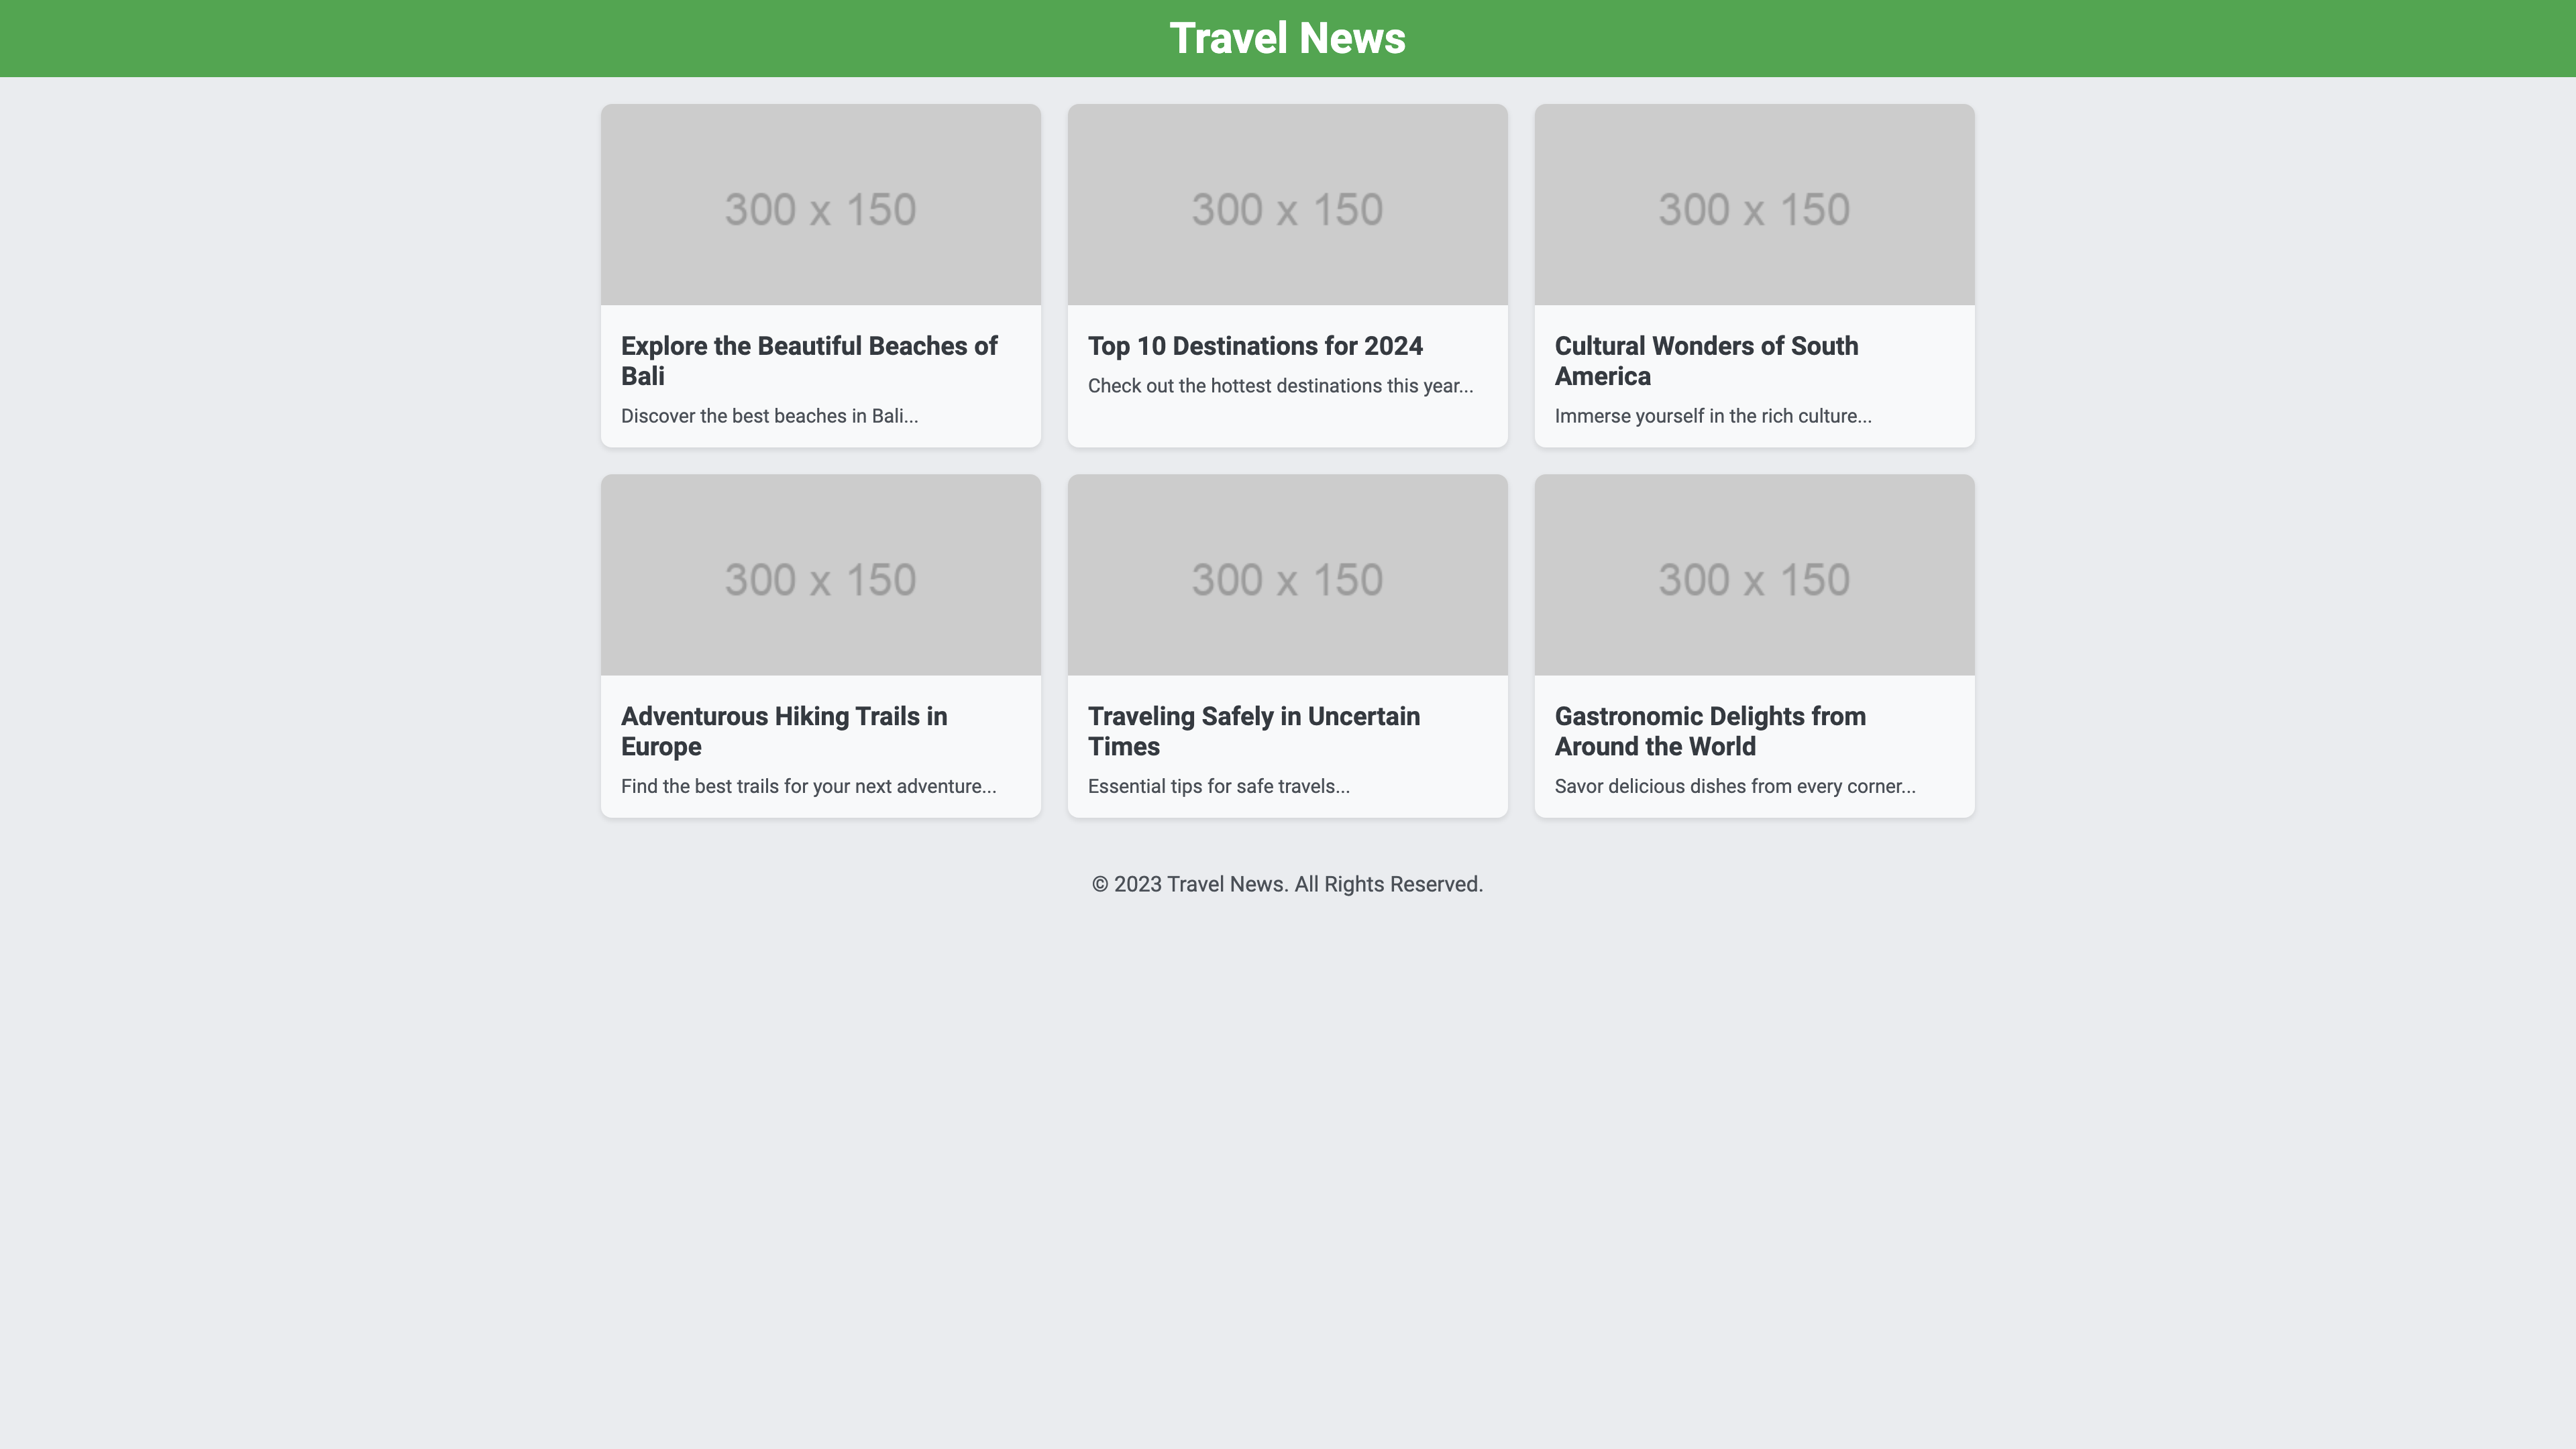 Travel News
300 x 150
300 x 150
300 x 150
Explore the Beautiful Beaches of
Bali
Discover the best beaches in Bali...
Top 10 Destinations for 2024
Check out the hottest destinations this year...
Cultural Wonders of South
America
Immerse yourself in the rich culture...
300 x 150
300 x 150
300 x 150
Adventurous Hiking Trails in
Europe
Find the best trails for your next adventure...
Traveling Safely in Uncertain
Times
Essential tips for safe travels...
Gastronomic Delights from
Around the World
Savor delicious dishes from every corner...
© 2023 Travel News. All Rights Reserved.